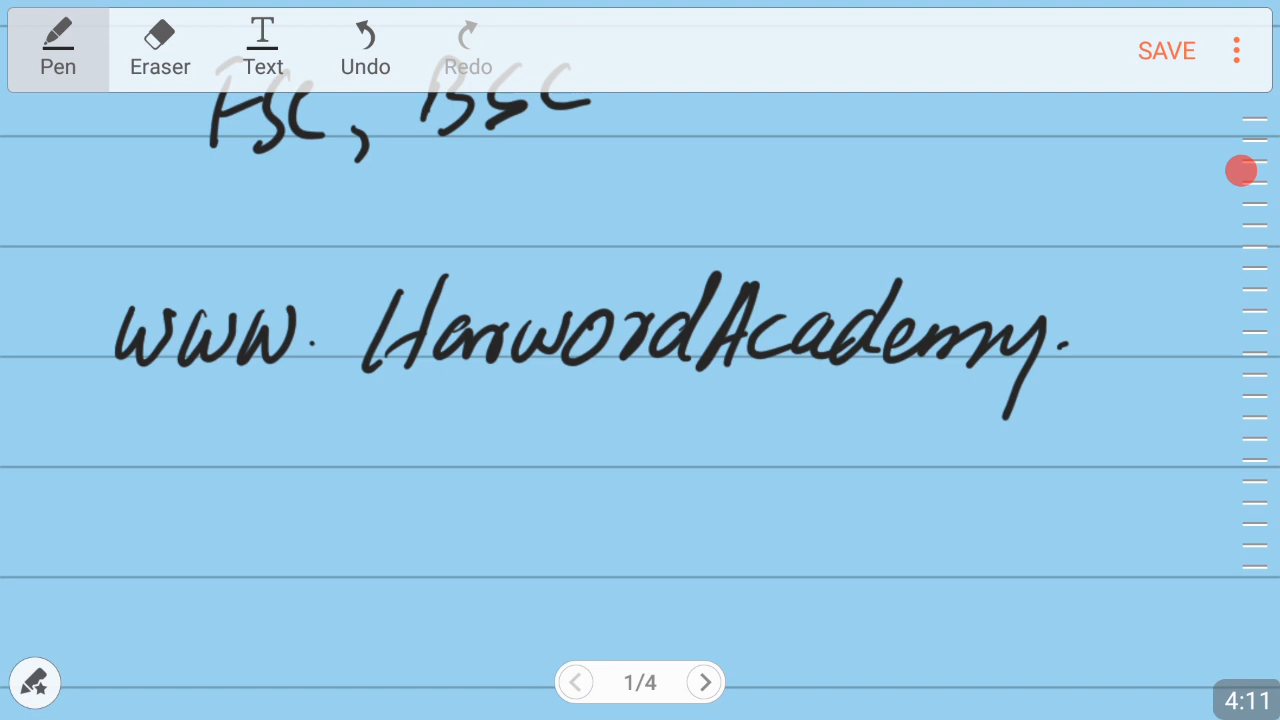 Pen Eraser Text Undo Redo SAVE
FSC, BSC
www. HarwordAcademy.
1/4
4:11